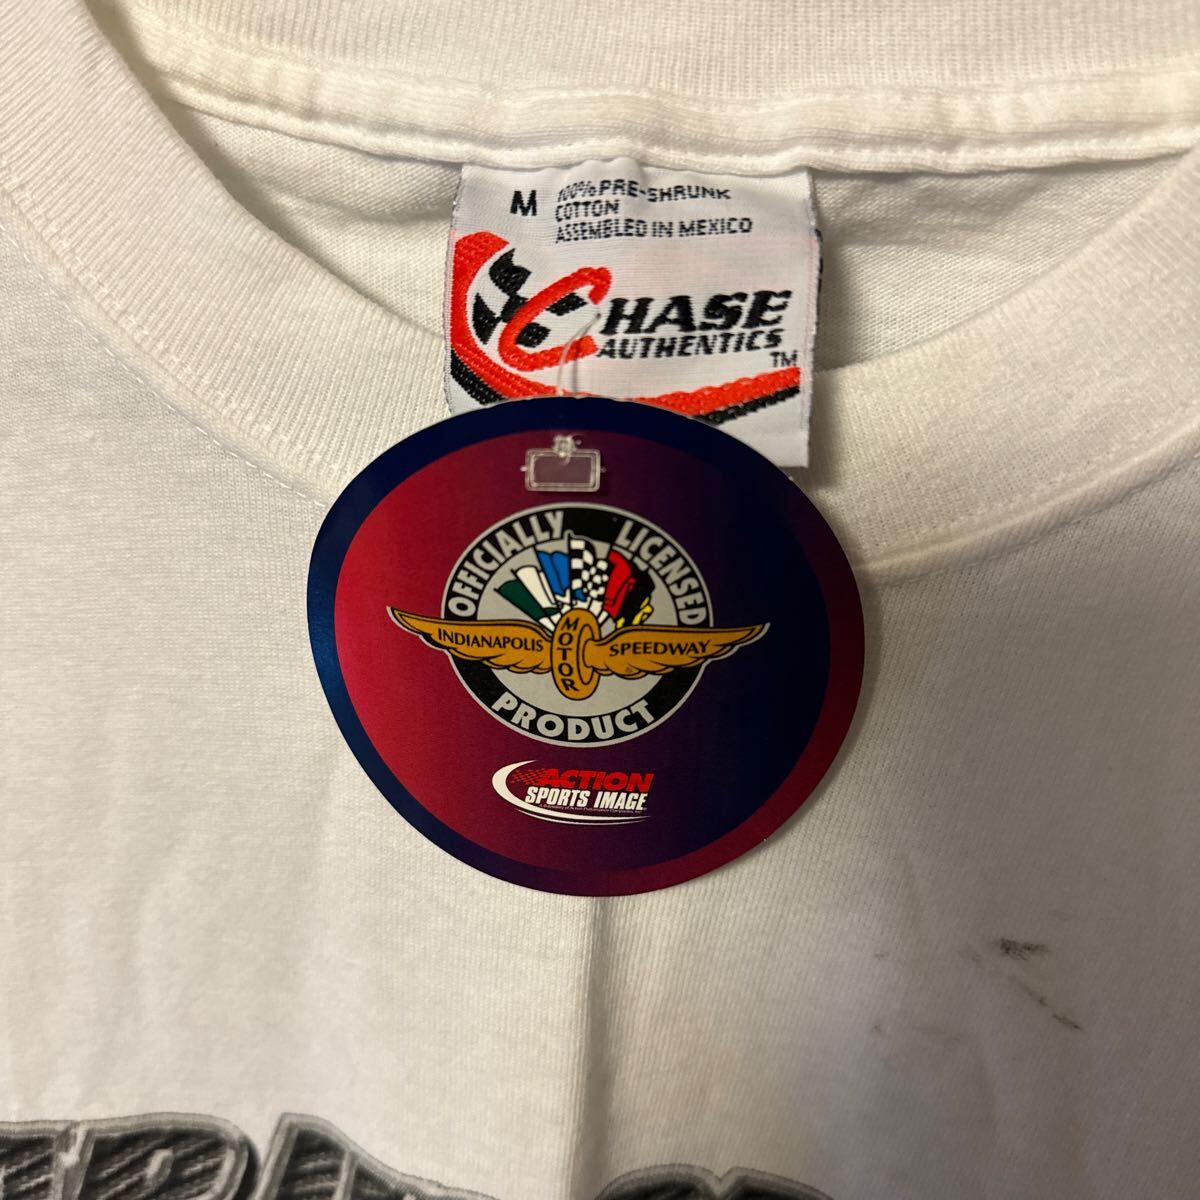 M
100% PRE-SHRUNK
COTTON
ASSEMBLED IN MEXICO
CHASE
AUTHENTICS
TM
OFFICIALLY LICENSED
INDIANAPOLIS MOTOR SPEEDWAY
PRODUCT
ACTION
SPORTS IMAGE